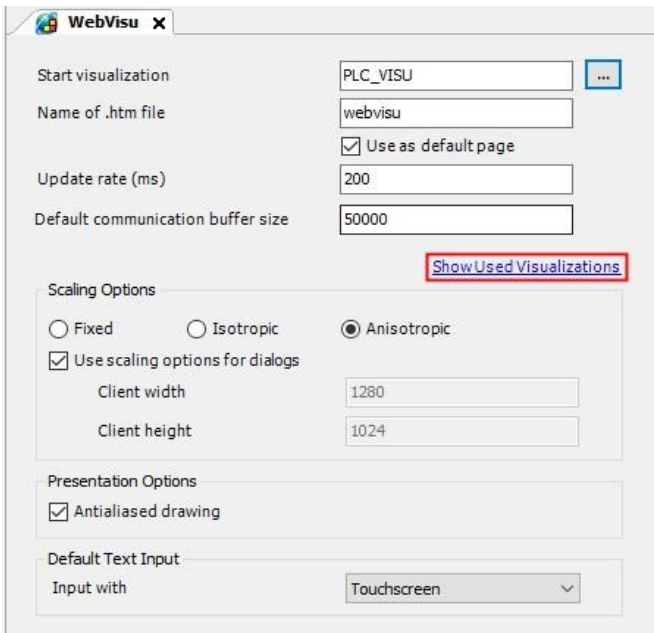 WebVisu x
Start visualization PLC_VISU ...
Name of .htm file webvisu
Use as default page
Update rate (ms) 200
Default communication buffer size 50000
Show Used Visualizations
Scaling Options
Fixed Isotropic Anisotropic
Use scaling options for dialogs
Client width 1280
Client height 1024
Presentation Options
Antialiased drawing
Default Text Input
Input with Touchscreen